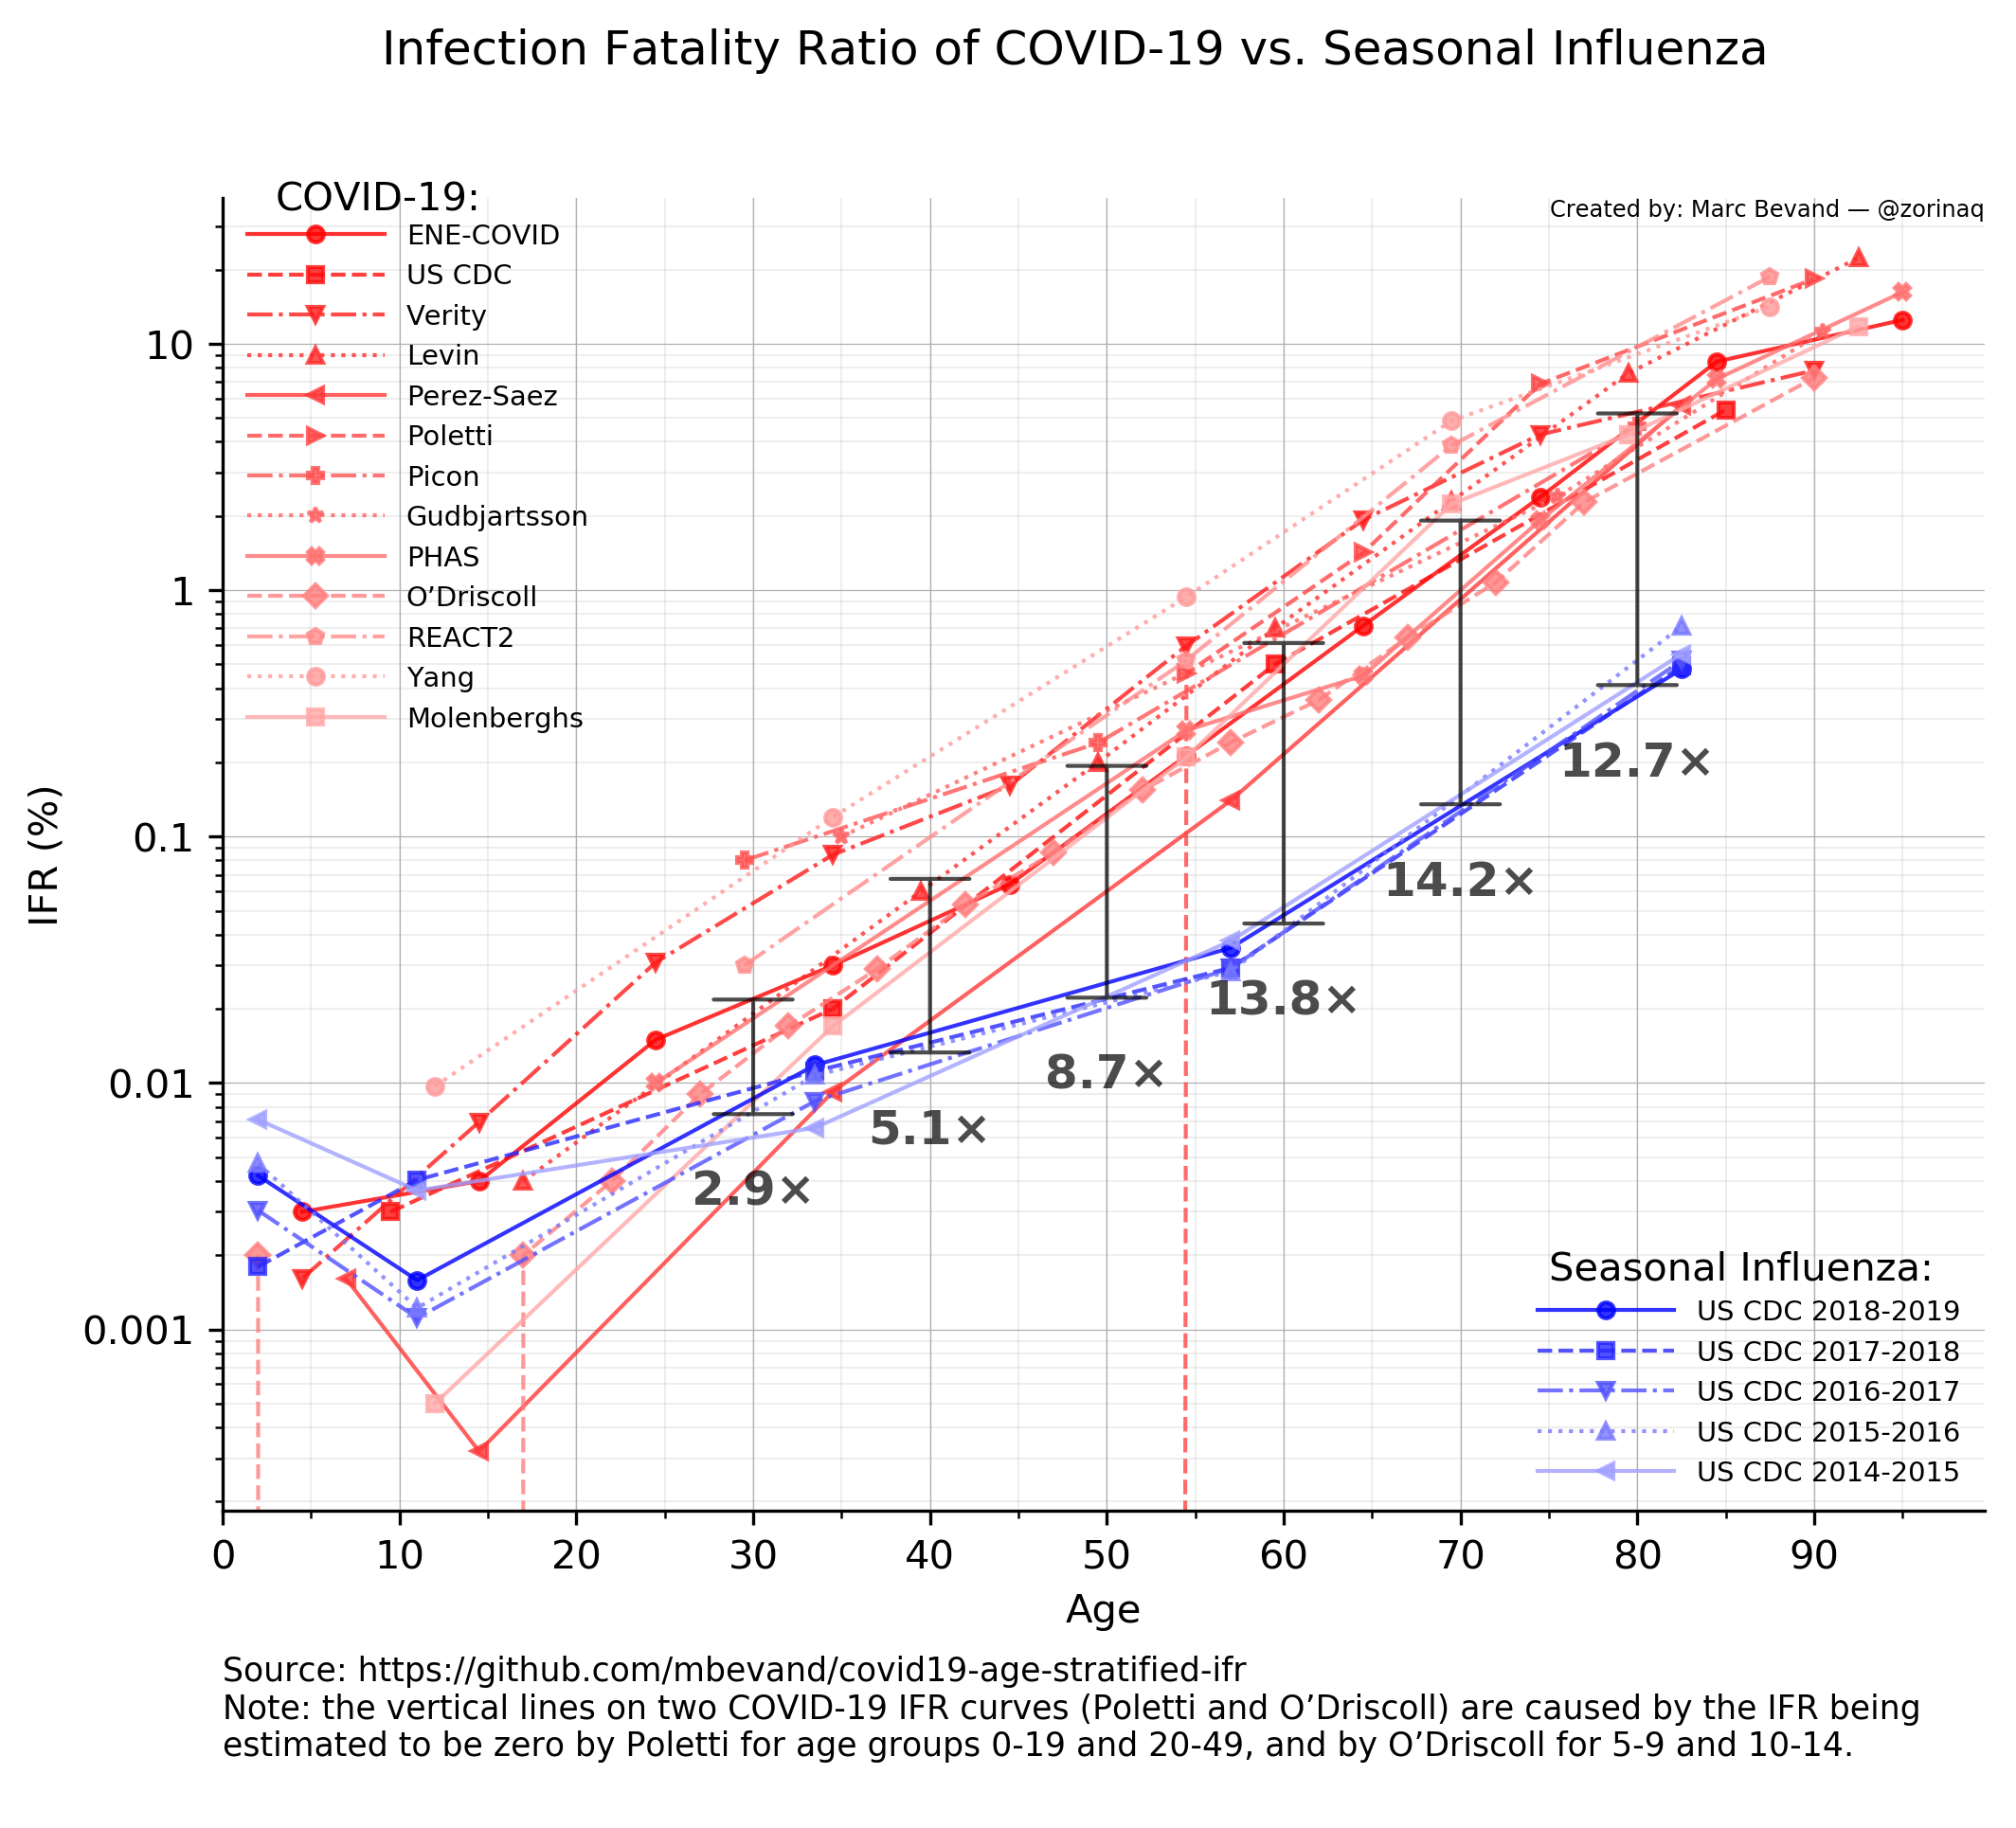 Infection Fatality Ratio of COVID-19 vs. Seasonal Influenza
Created by: Marc Bevand — @zorinaq
COVID-19:
ENE-COVID
US CDC
Verity
Levin
Perez-Saez
Poletti
Picon
Gudbjartsson
PHAS
O’Driscoll
REACT2
Yang
Molenberghs
IFR (%)
10
1
0.1
0.01
0.001
2.9×
5.1×
8.7×
13.8×
14.2×
12.7×
Seasonal Influenza:
US CDC 2018-2019
US CDC 2017-2018
US CDC 2016-2017
US CDC 2015-2016
US CDC 2014-2015
0 10 20 30 40 50 60 70 80 90
Age
Source: https://github.com/mbevand/covid19-age-stratified-ifr
Note: the vertical lines on two COVID-19 IFR curves (Poletti and O’Driscoll) are caused by the IFR being
estimated to be zero by Poletti for age groups 0-19 and 20-49, and by O’Driscoll for 5-9 and 10-14.